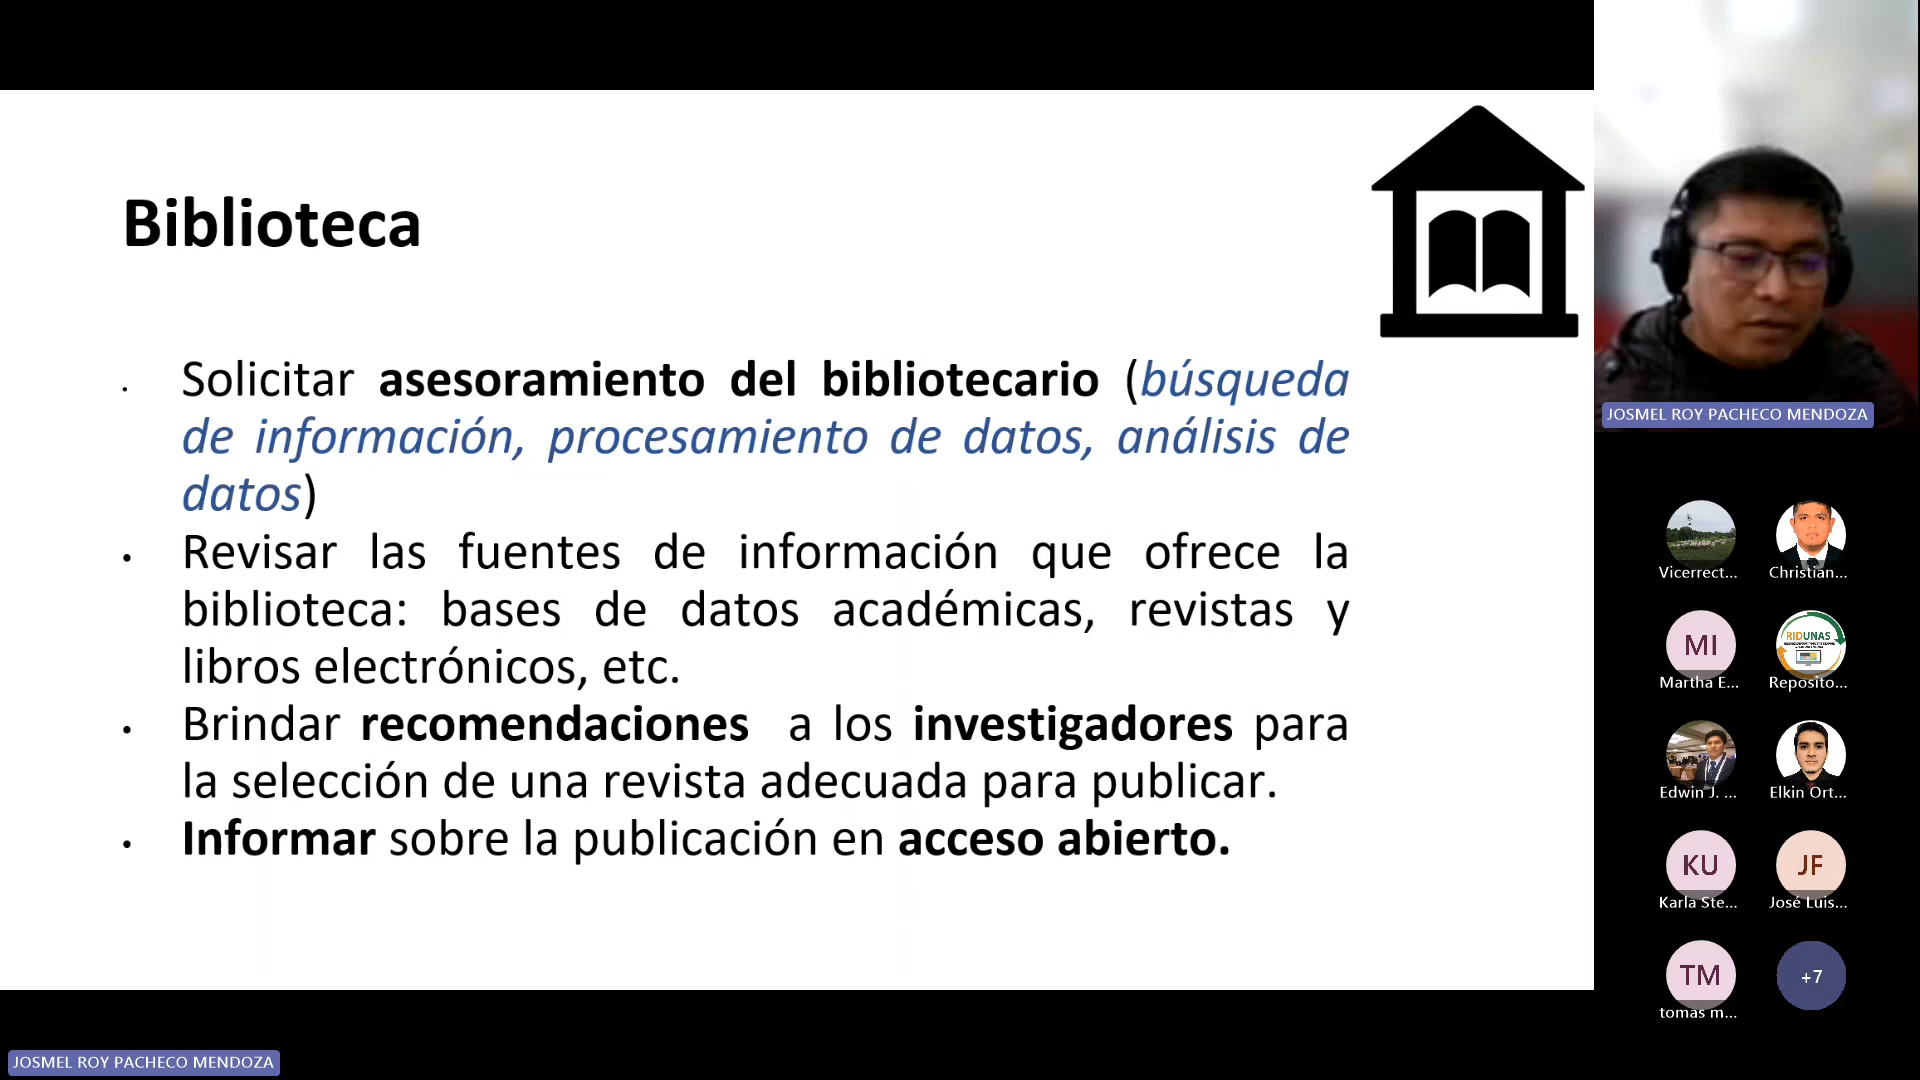 Biblioteca
• Solicitar asesoramiento del bibliotecario (búsqueda
de información, procesamiento de datos, análisis de
datos)
• Revisar las fuentes de información que ofrece la
biblioteca: bases de datos académicas, revistas y
libros electrónicos, etc.
• Brindar recomendaciones a los investigadores para
la selección de una revista adecuada para publicar.
• Informar sobre la publicación en acceso abierto.
JOSMEL ROY PACHECO MENDOZA
Vicerrect...
Christian...
MI
Martha E...
RIDUNAS
Reposito...
Edwin J. ...
Elkin Ort...
KU
Karla Ste...
JF
José Luis...
TM
tomas m...
+7
JOSMEL ROY PACHECO MENDOZA